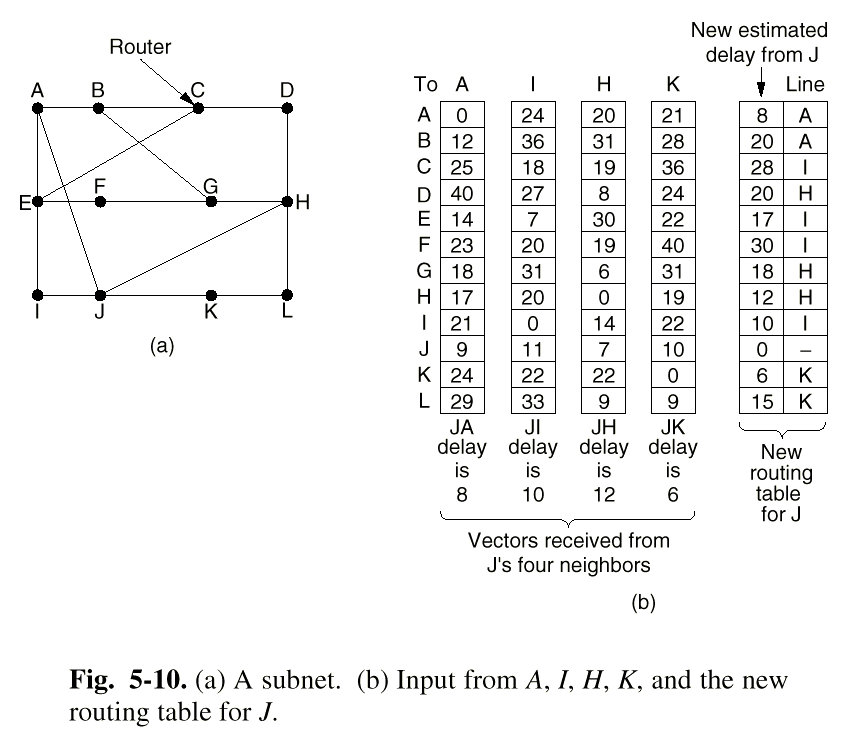 Router
A B C D
E F G H
I J K L
(a)
New estimated
delay from J
To A I H K Line
A 0 24 20 21 8 A
B 12 36 31 28 20 A
C 25 18 19 36 28 I
D 40 27 8 24 20 H
E 14 7 30 22 17 I
F 23 20 19 40 30 I
G 18 31 6 31 18 H
H 17 20 0 19 12 H
I 21 0 14 22 10 I
J 9 11 7 10 0 –
K 24 22 22 0 6 K
L 29 33 9 9 15 K
JA JI JH JK
delay delay delay delay
is is is is
8 10 12 6
New
routing
table
for J
Vectors received from
J's four neighbors
(b)
Fig. 5-10. (a) A subnet. (b) Input from A, I, H, K, and the new
routing table for J.